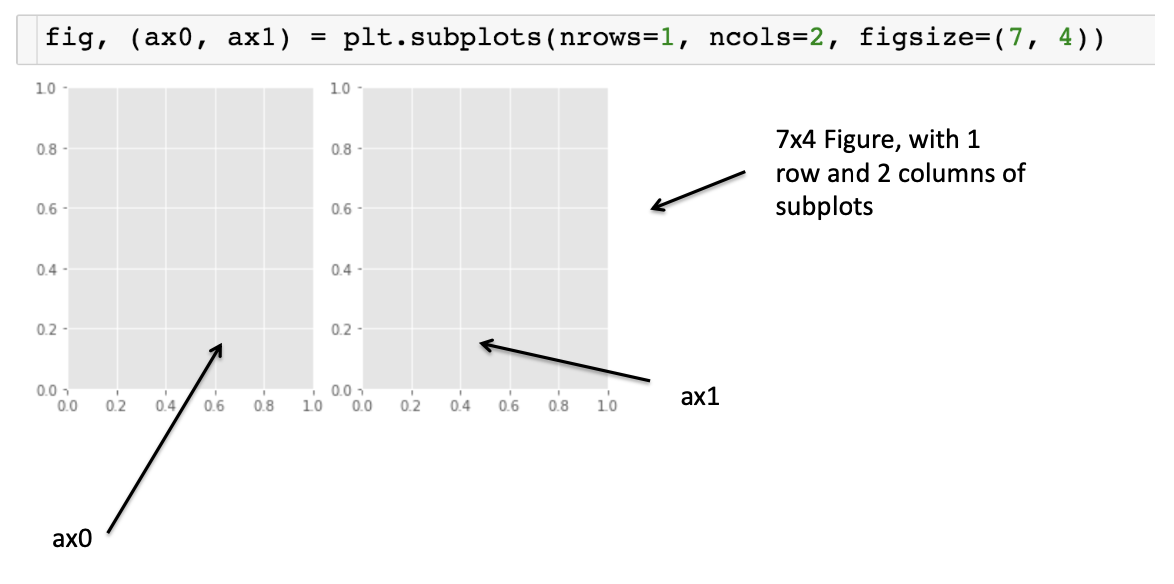 fig, (ax0, ax1) = plt.subplots(nrows=1, ncols=2, figsize=(7, 4))
1.0
0.8
0.6
0.4
0.2
0.0
0.0 0.2 0.4 0.6 0.8 1.0
1.0
0.8
0.6
0.4
0.2
0.0
0.0 0.2 0.4 0.6 0.8 1.0
7x4 Figure, with 1
row and 2 columns of
subplots
ax1
ax0